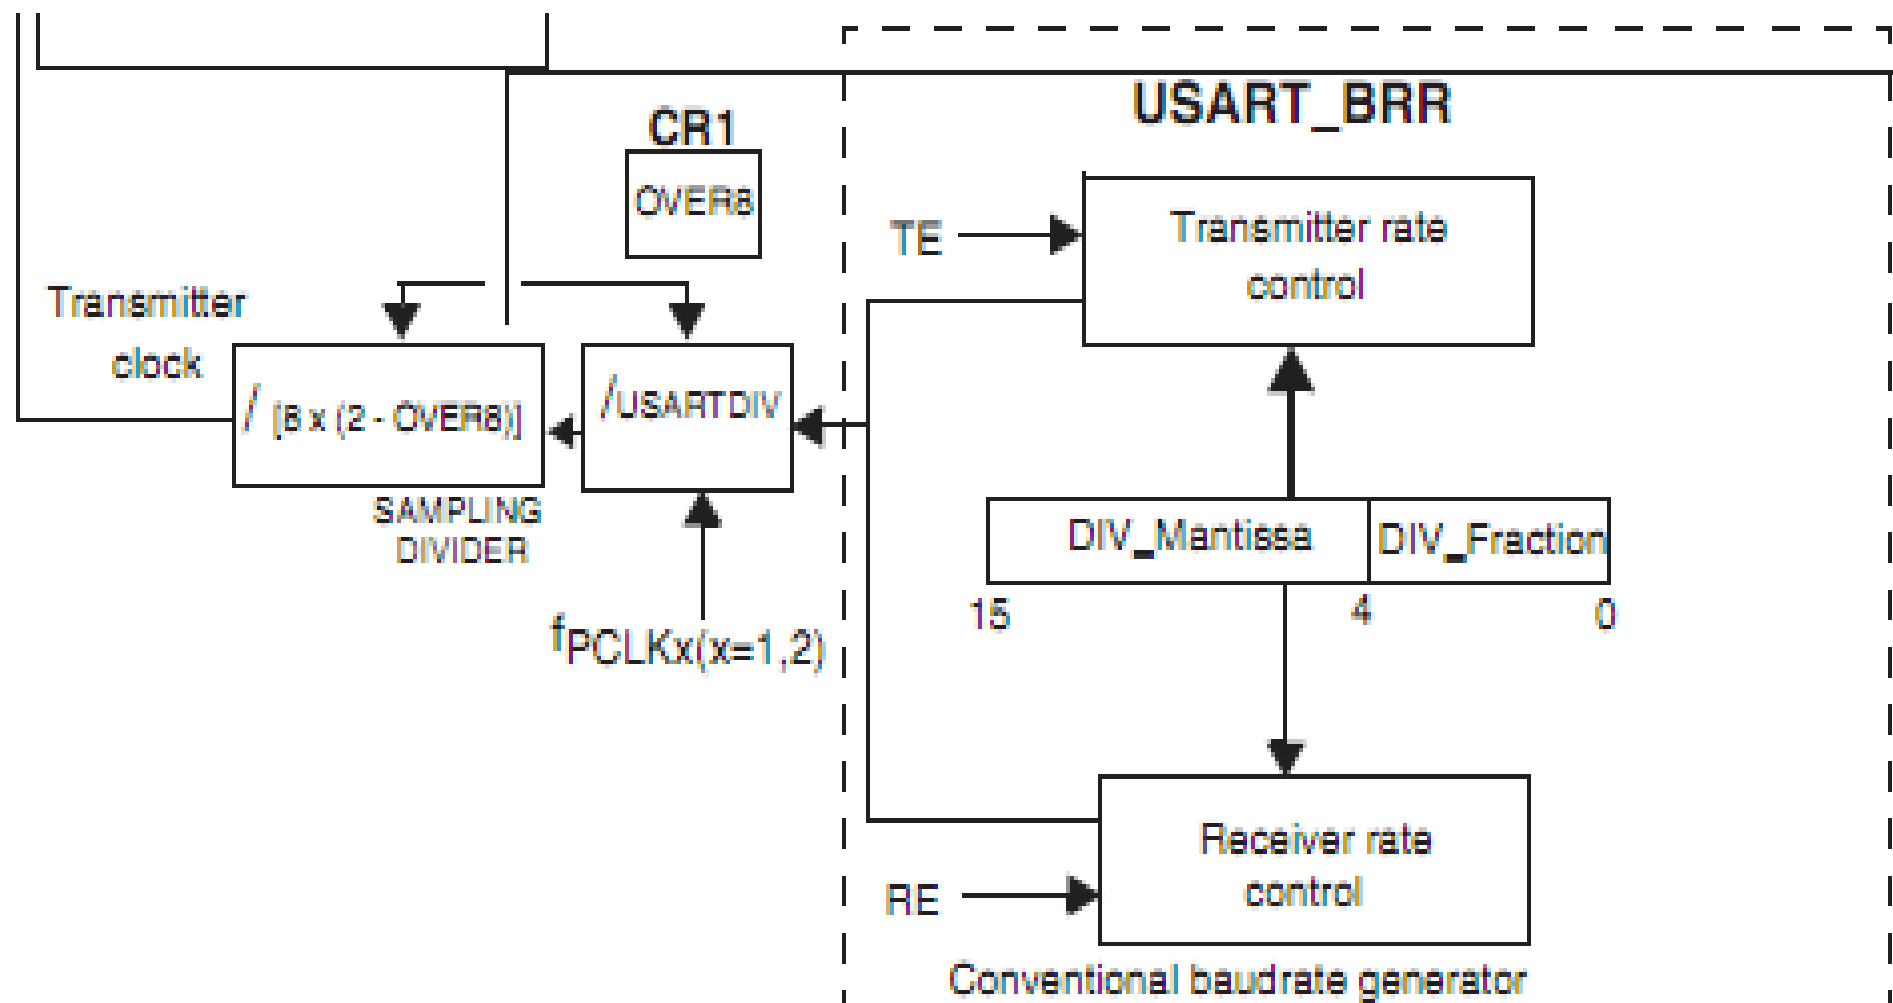 USART_BRR
CR1
OVER8
TE
Transmitter rate
control
Transmitter
clock
/ [8 x (2 - OVER8)]
/USARTDIV
SAMPLING
DIVIDER
DIV_Mantissa
DIV_Fraction
15
4
0
fPCLKx(x=1,2)
Receiver rate
control
RE
Conventional baudrate generator